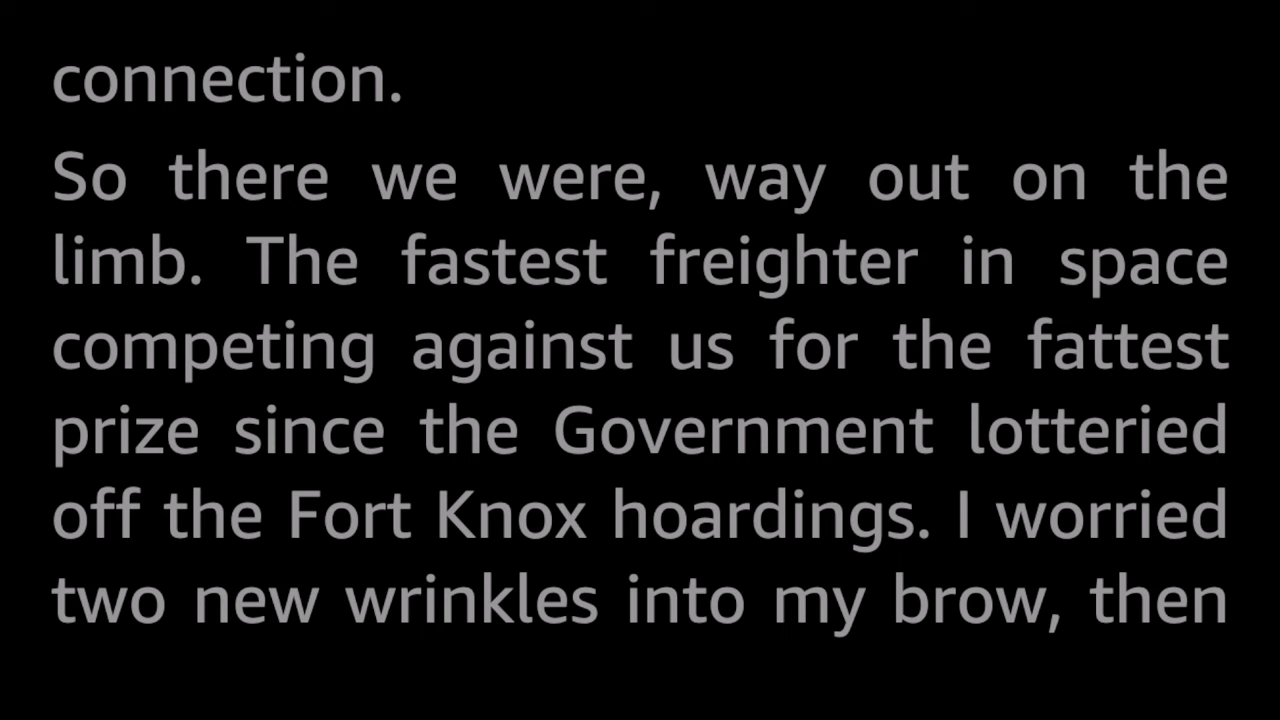 connection.
So there we were, way out on the
limb. The fastest freighter in space
competing against us for the fattest
prize since the Government lotteried
off the Fort Knox hoardings. I worried
two new wrinkles into my brow, then